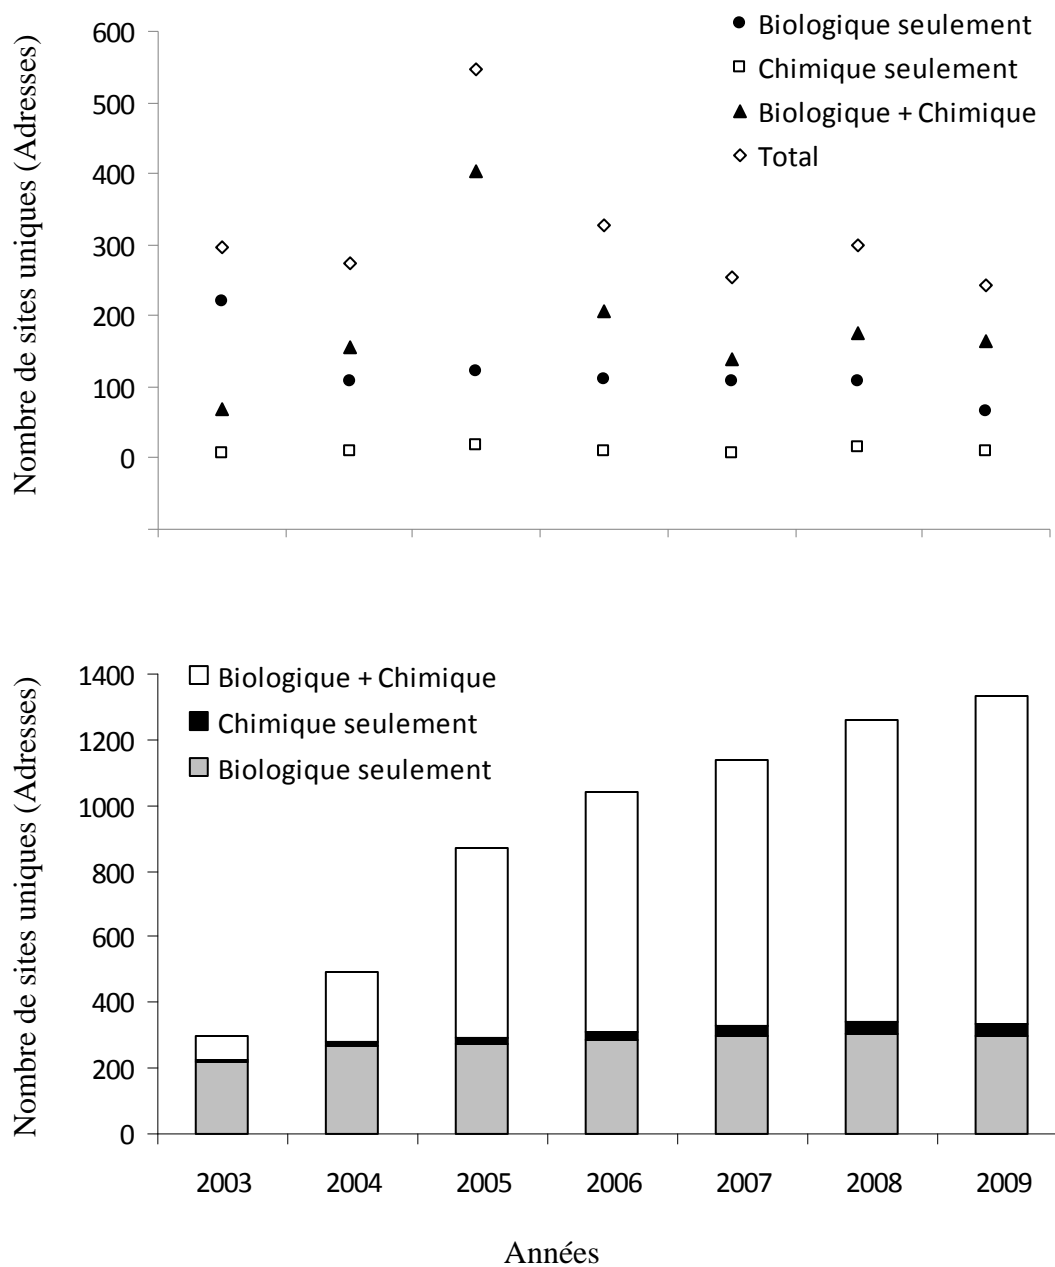 Nombre de sites uniques (Adresses)
600
500
400
300
200
100
0
Biologique seulement
Chimique seulement
Biologique + Chimique
Total
Nombre de sites uniques (Adresses)
1400
1200
1000
800
600
400
200
0
Biologique + Chimique
Chimique seulement
Biologique seulement
2003 2004 2005 2006 2007 2008 2009
Années